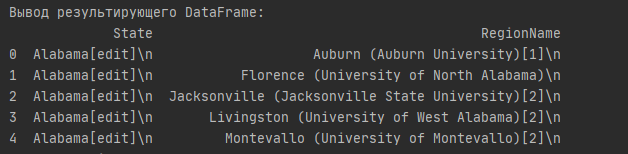 Вывод результирующего DataFrame:
State RegionName
0 Alabama[edit]\n Auburn (Auburn University)[1]\n
1 Alabama[edit]\n Florence (University of North Alabama)\n
2 Alabama[edit]\n Jacksonville (Jacksonville State University)[2]\n
3 Alabama[edit]\n Livingston (University of West Alabama)[2]\n
4 Alabama[edit]\n Montevallo (University of Montevallo)[2]\n